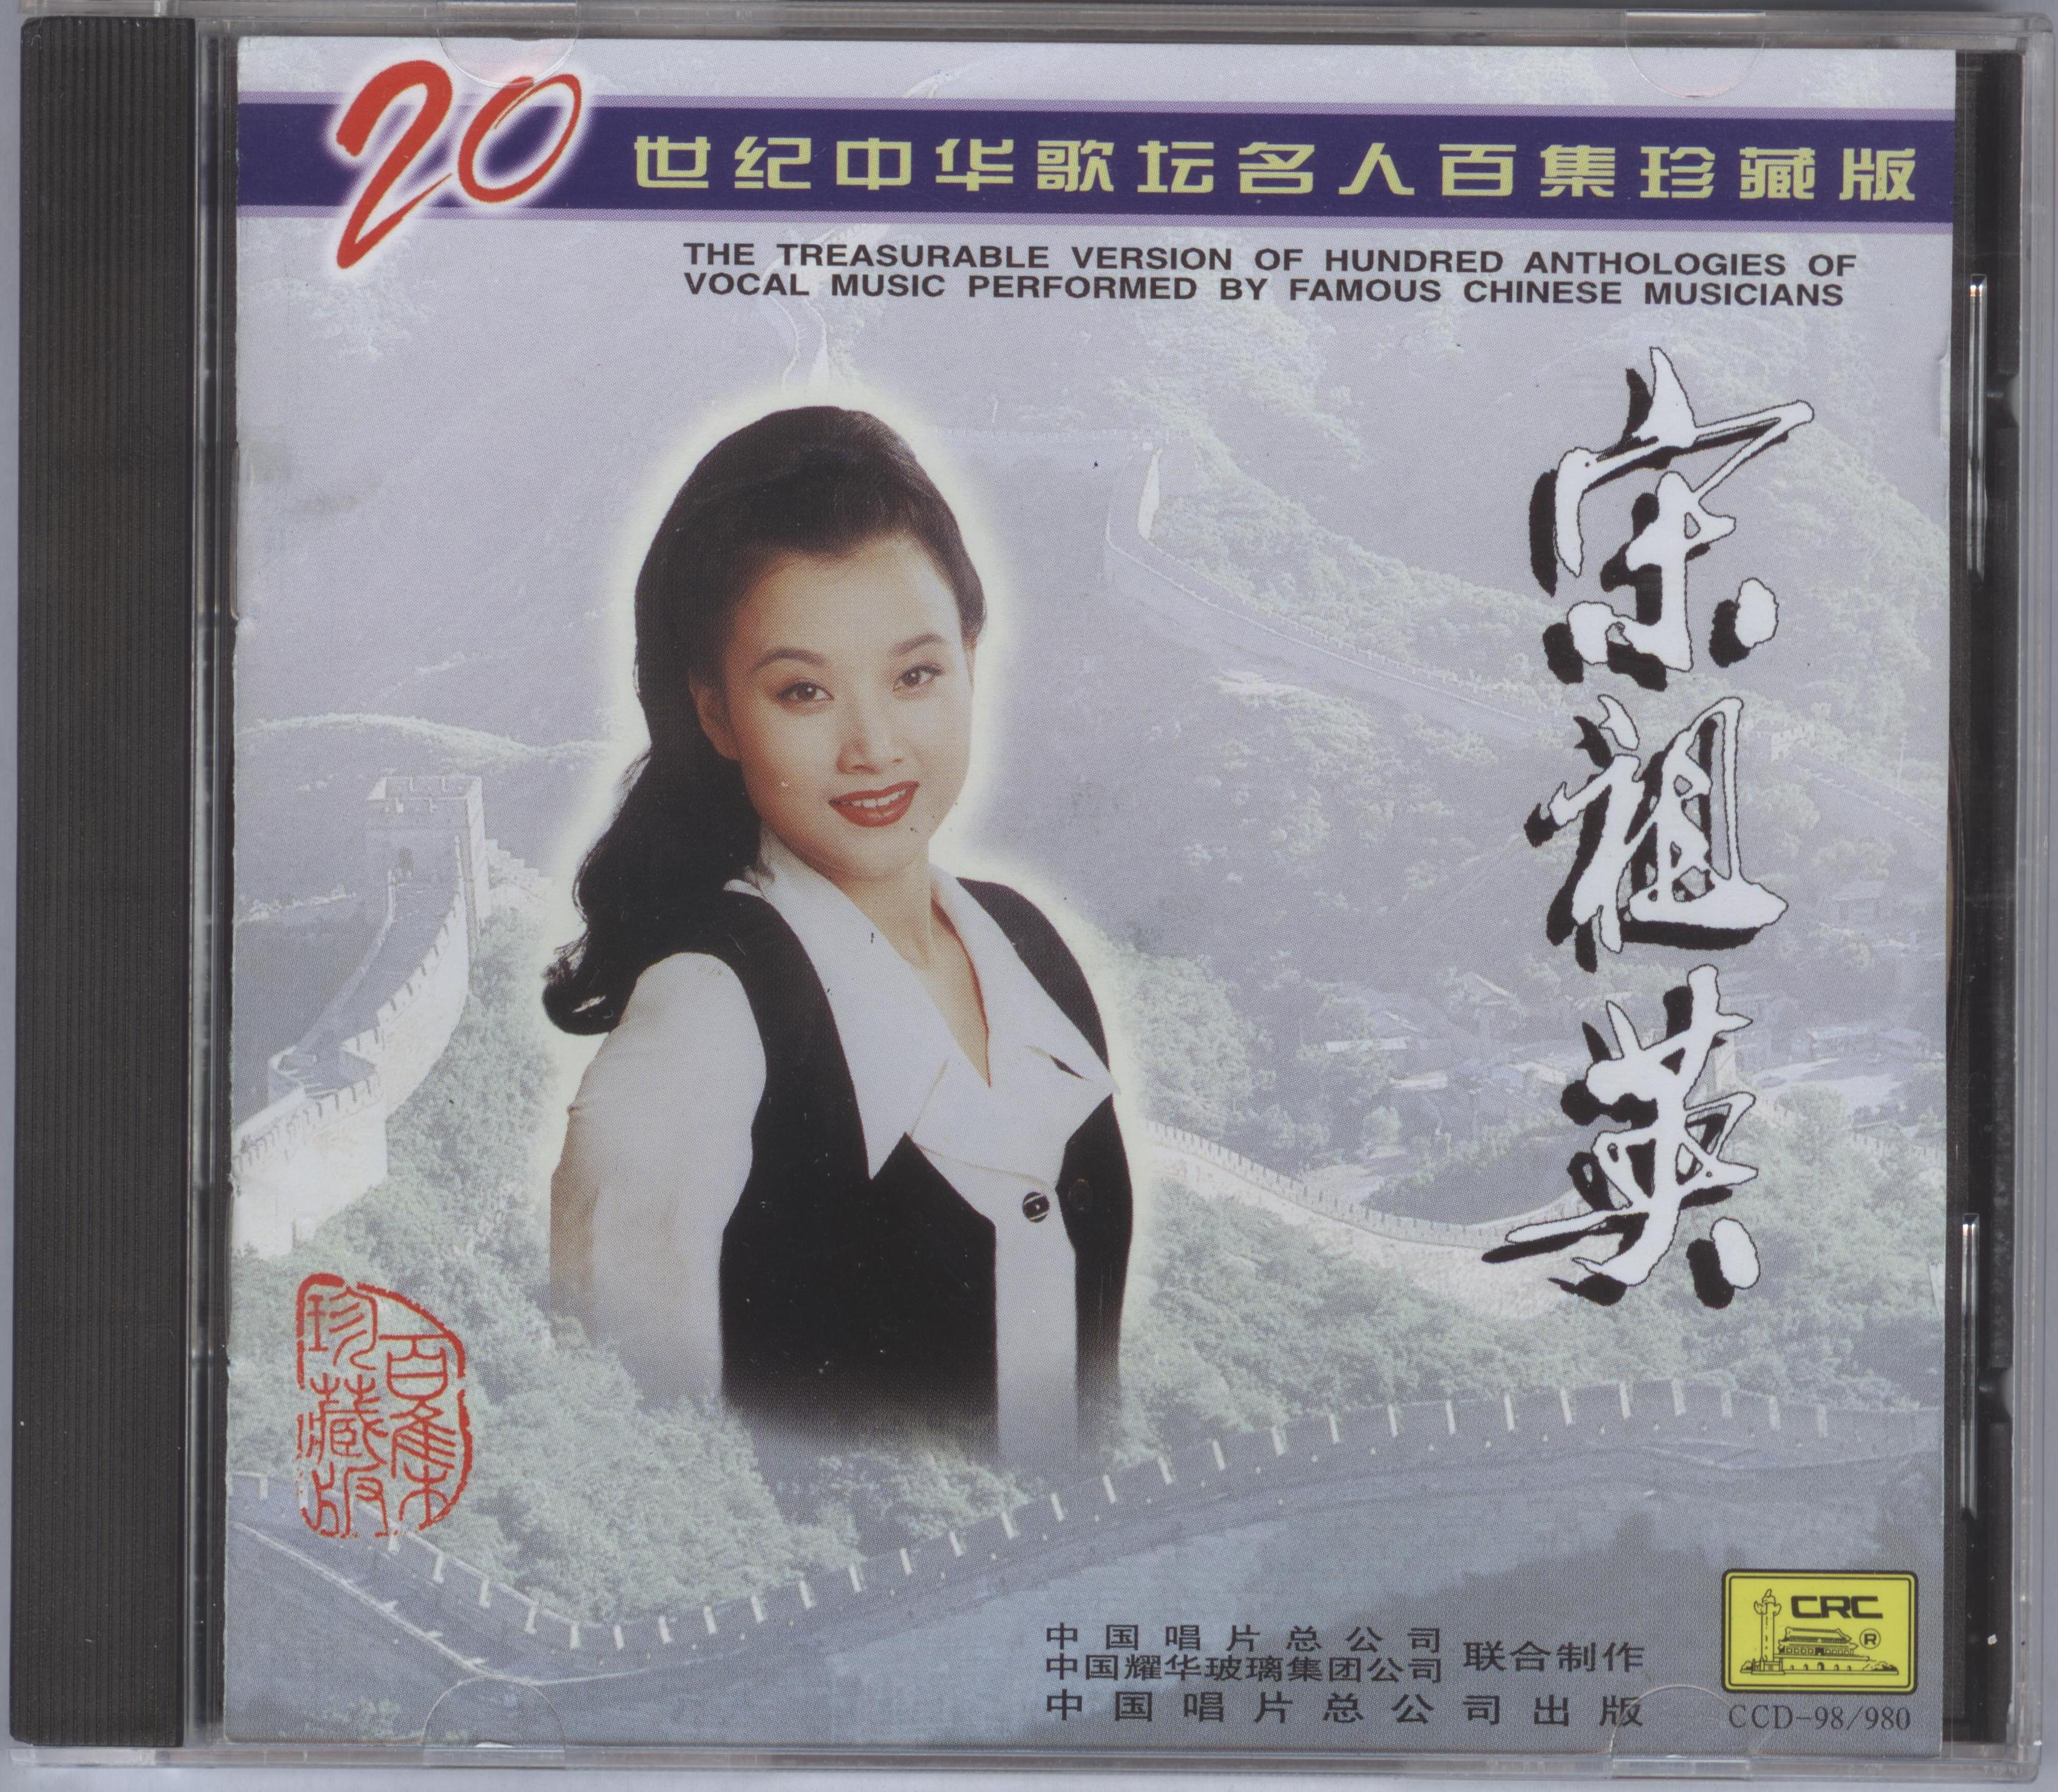 20世纪中华歌坛名人百集珍藏版
THE TREASURABLE VERSION OF HUNDRED ANTHOLOGIES OF
VOCAL MUSIC PERFORMED BY FAMOUS CHINESE MUSICIANS
宋祖英
百集
珍藏版
中国唱片总公司
中国耀华玻璃集团公司
联合制作
中国唱片总公司出版
CRC
®
CCD-98/980